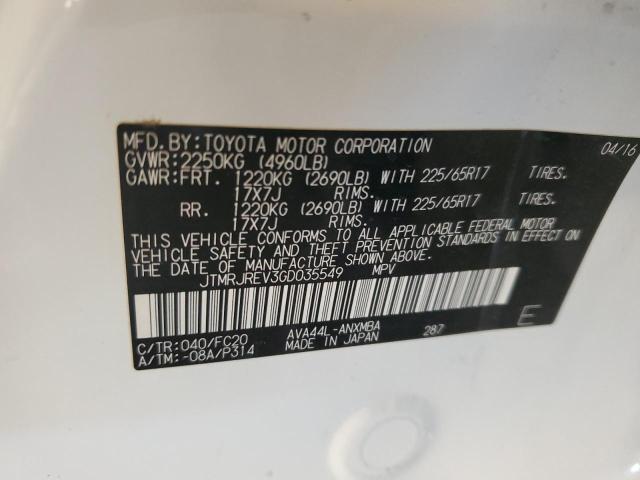 MFD. BY: TOYOTA MOTOR CORPORATION 04/16
GVWR: 2250KG (4960LB)
GAWR: FRT. 1220KG (2690LB) WITH 225/65R17 TIRES.
17X7J RIMS.
RR. 1220KG (2690LB) WITH 225/65R17 TIRES.
17X7J RIMS.
THIS VEHICLE CONFORMS TO ALL APPLICABLE FEDERAL MOTOR
VEHICLE SAFETY AND THEFT PREVENTION STANDARDS IN EFFECT ON
THE DATE OF MANUFACTURE SHOWN ABOVE.
JTMRJREV3GD035549 MPV
C/TR: 040/FC20 AVA44L-ANXMBA 287 E
A/TM: -08A/P314 MADE IN JAPAN